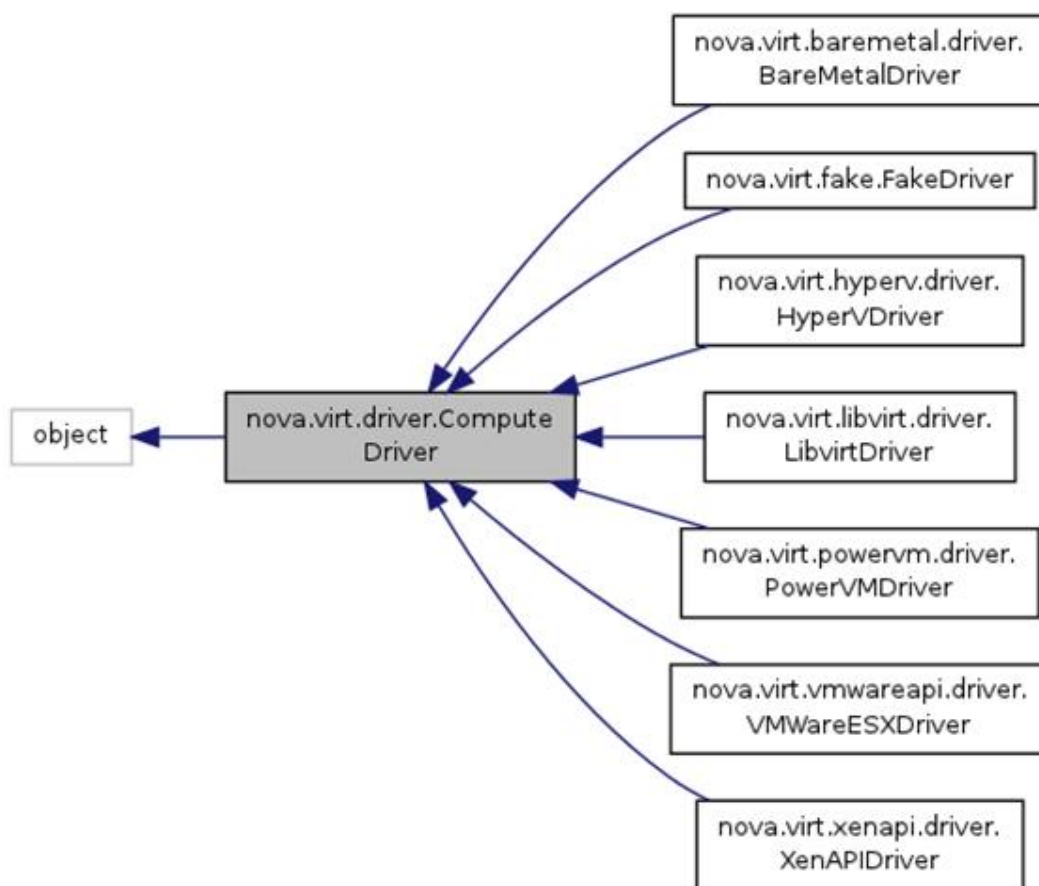 nova.virt.baremetal.driver.
BareMetalDriver
nova.virt.fake.FakeDriver
nova.virt.hyperv.driver.
HyperVDriver
object
nova.virt.driver.Compute
Driver
nova.virt.libvirt.driver.
LibvirtDriver
nova.virt.powervm.driver.
PowerVMDriver
nova.virt.vmwareapi.driver.
VMWareESXDriver
nova.virt.xenapi.driver.
XenAPIDriver